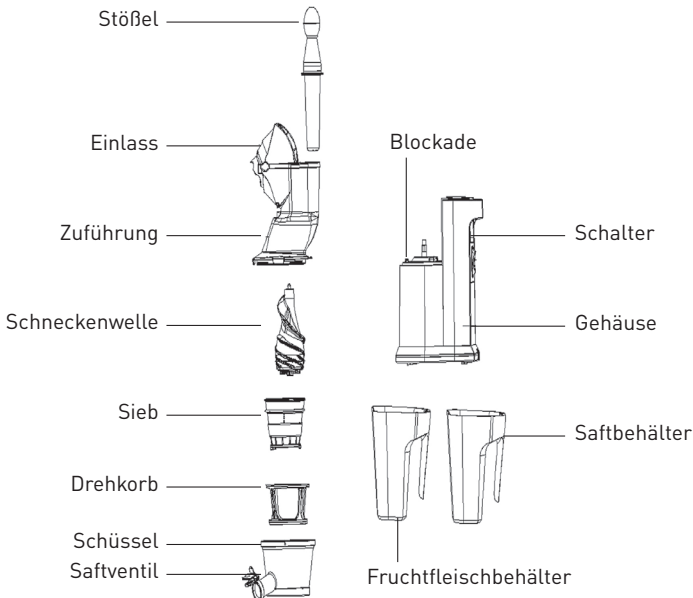 Stößel
Einlass
Zuführung
Schneckenwelle
Sieb
Drehkorb
Schüssel
Saftventil
Blockade
Schalter
Gehäuse
Saftbehälter
Fruchtfleischbehälter